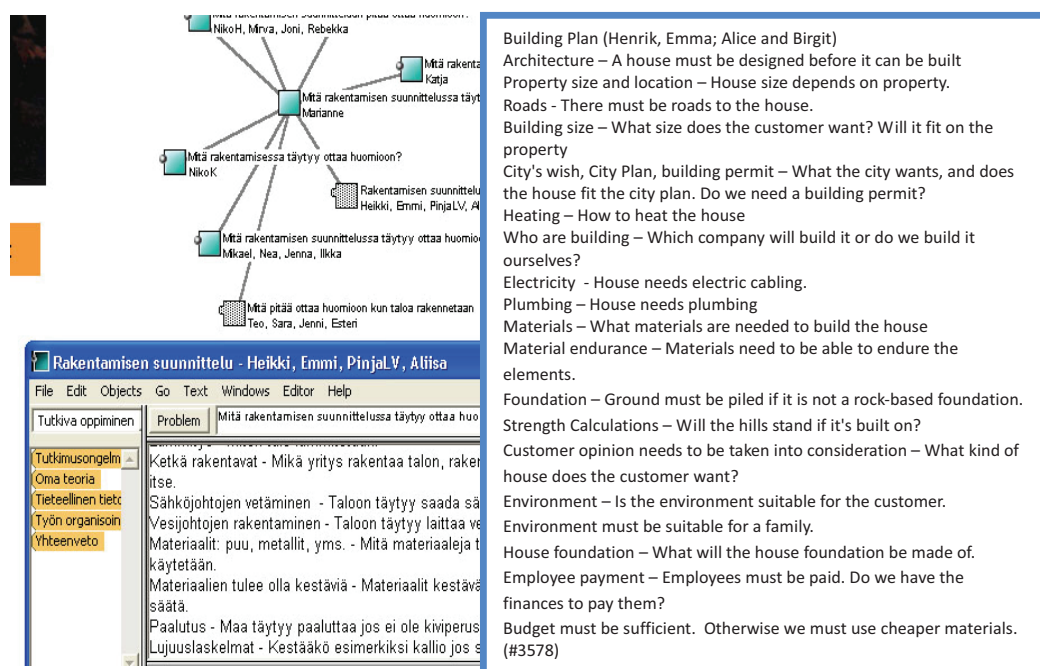 Mitä rakentamisen suunnitteluun pitää ottaa huomioon?
NikoH, Mirva, Joni, Rebekka
Mitä rakenta
Katja
Mitä rakentamisen suunnittelussa täyt
Marianne
Mitä rakentamisessa täytyy ottaa huomioon?
NikoK
Rakentamisen suunnittelu
Heikki, Emmi, PinjaLV, Al
Mitä rakentamisen suunnittelussa täytyy ottaa huomio
Mikael, Nea, Jenna, Ilkka
Mitä pitää ottaa huomioon kun taloa rakennetaan
Teo, Sara, Jenni, Esteri
Rakentamisen suunnittelu - Heikki, Emmi, PinjaLV, Aliisa
File Edit Objects Go Text Windows Editor Help
Tutkiva oppiminen
Problem
Mitä rakentamisen suunnittelussa täytyy ottaa huo
Tutkimusongelm
Oma teoria
Tieteellinen tietc
Työn organisoin
Yhteenveto
Ketkä rakentavat - Mikä yritys rakentaa talon, raker
itse.
Sähköjohtojen vetäminen - Taloon täytyy saada sä
Vesijohtojen rakentaminen - Taloon täytyy laittaa ve
Materiaalit: puu, metallit, yms. - Mitä materiaaleja t
käytetään.
Materiaalien tulee olla kestäviä - Materiaalit kestävä
säätä.
Paalutus - Maa täytyy paaluttaa jos ei ole kiviperus
Lujuuslaskelmat - Kestääkö esimerkiksi kallio jos s
Building Plan (Henrik, Emma; Alice and Birgit)
Architecture – A house must be designed before it can be built
Property size and location – House size depends on property.
Roads - There must be roads to the house.
Building size – What size does the customer want? Will it fit on the
property
City's wish, City Plan, building permit – What the city wants, and does
the house fit the city plan. Do we need a building permit?
Heating – How to heat the house
Who are building – Which company will build it or do we build it
ourselves?
Electricity - House needs electric cabling.
Plumbing – House needs plumbing
Materials – What materials are needed to build the house
Material endurance – Materials need to be able to endure the
elements.
Foundation – Ground must be piled if it is not a rock-based foundation.
Strength Calculations – Will the hills stand if it's built on?
Customer opinion needs to be taken into consideration – What kind of
house does the customer want?
Environment – Is the environment suitable for the customer.
Environment must be suitable for a family.
House foundation – What will the house foundation be made of.
Employee payment – Employees must be paid. Do we have the
finances to pay them?
Budget must be sufficient. Otherwise we must use cheaper materials.
(#3578)